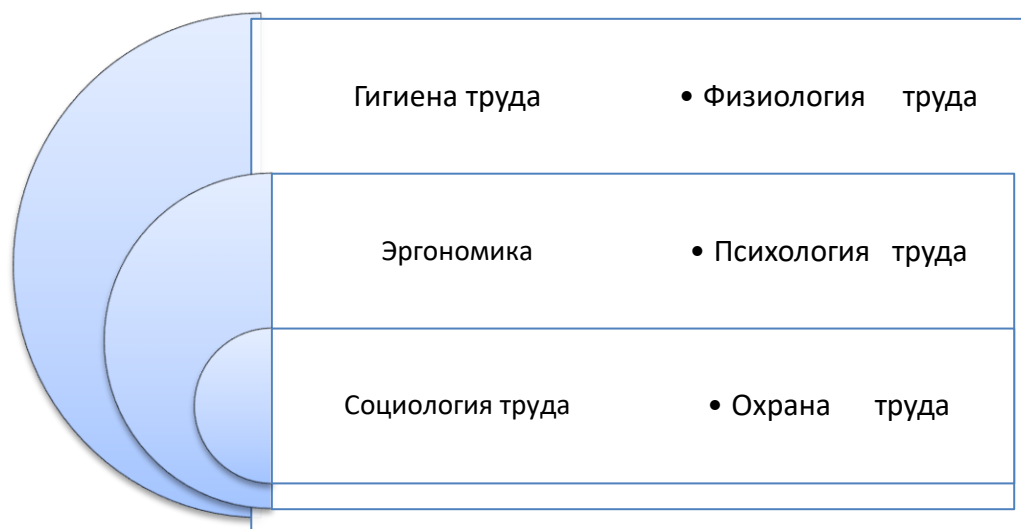 Гигиена труда • Физиология труда
Эргономика • Психология труда
Социология труда • Охрана труда